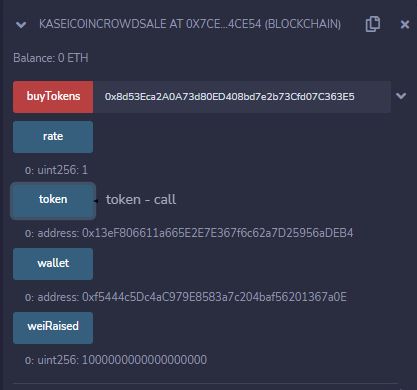 KASEICOINCROWDSALE AT 0X7CE...4CE54 (BLOCKCHAIN)
Balance: 0 ETH
buyTokens 0x8d53Eca2A0A73d80ED408bd7e2b73Cfd07C363E5
rate
0: uint256: 1
token token - call
0: address: 0x13eF806611a665E2E7E367f6c62a7D25956aDEB4
wallet
0: address: 0xf5444c5Dc4aC979E8583a7c204baf56201367a0E
weiRaised
0: uint256: 1000000000000000000